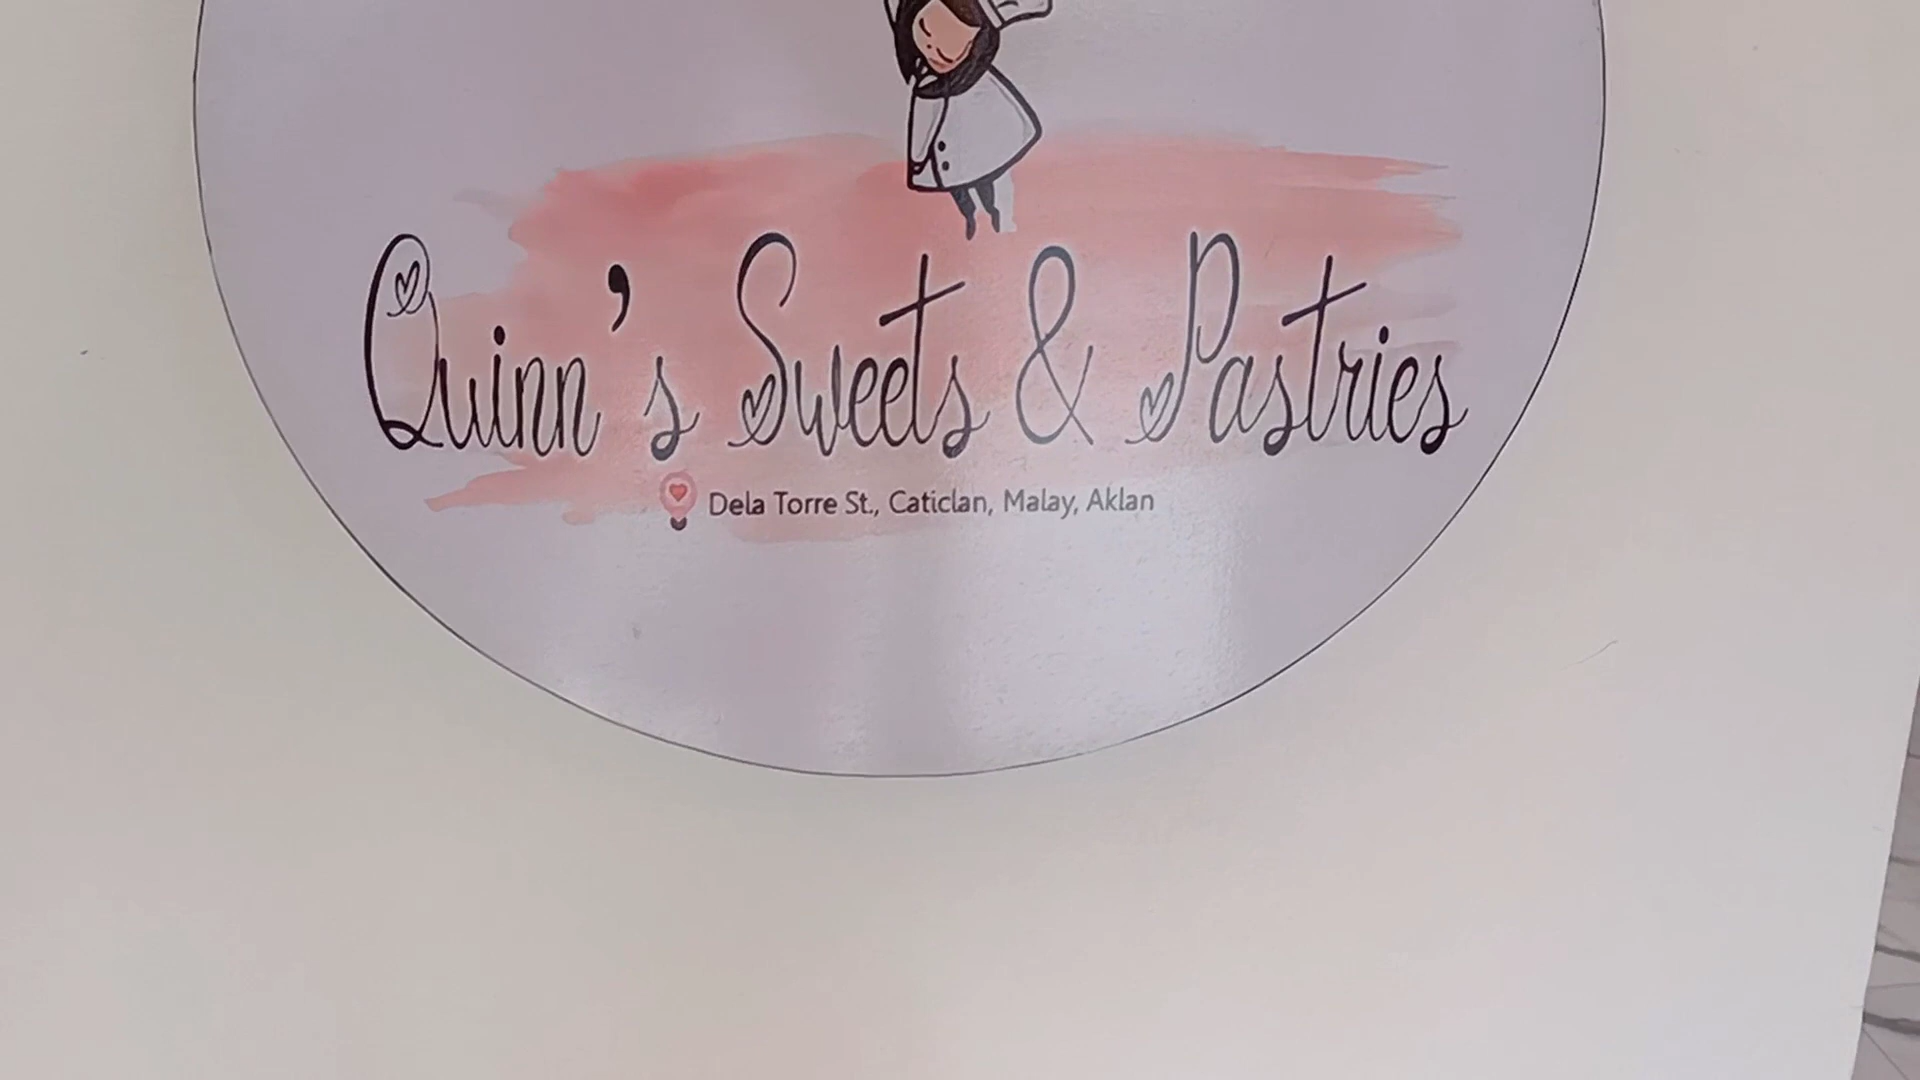 Quinn's Sweets & Pastries
Dela Torre St., Caticlan, Malay, Aklan